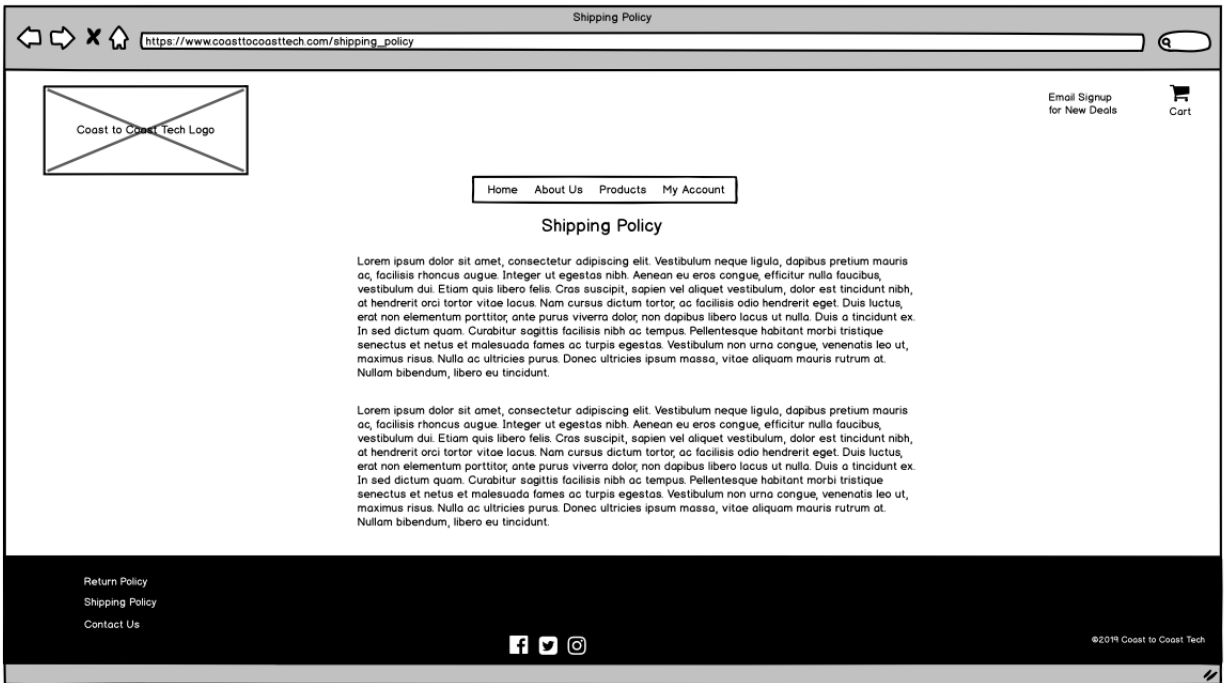 Shipping Policy
https://www.coasttocoasttech.com/shipping_policy
Coast to Coast Tech Logo
Email Signup
for New Deals
Cart
Home About Us Products My Account
Shipping Policy
Lorem ipsum dolor sit amet, consectetur adipiscing elit. Vestibulum neque ligula, dapibus pretium mauris
ac, facilisis rhoncus augue. Integer ut egestas nibh. Aenean eu eros congue, efficitur nulla faucibus,
vestibulum dui. Etiam quis libero felis. Cras suscipit, sapien vel aliquet vestibulum, dolor est tincidunt nibh,
at hendrerit orci tortor vitae lacus. Nam cursus dictum tortor, ac facilisis odio hendrerit eget. Duis luctus,
erat non elementum porttitor, ante purus viverra dolor, non dapibus libero lacus ut nulla. Duis a tincidunt ex.
In sed dictum quam. Curabitur sagittis facilisis nibh ac tempus. Pellentesque habitant morbi tristique
senectus et netus et malesuada fames ac turpis egestas. Vestibulum non urna congue, venenatis leo ut,
maximus risus. Nulla ac ultricies purus. Donec ultricies ipsum massa, vitae aliquam mauris rutrum at.
Nullam bibendum, libero eu tincidunt.
Lorem ipsum dolor sit amet, consectetur adipiscing elit. Vestibulum neque ligula, dapibus pretium mauris
ac, facilisis rhoncus augue. Integer ut egestas nibh. Aenean eu eros congue, efficitur nulla faucibus,
vestibulum dui. Etiam quis libero felis. Cras suscipit, sapien vel aliquet vestibulum, dolor est tincidunt nibh,
at hendrerit orci tortor vitae lacus. Nam cursus dictum tortor, ac facilisis odio hendrerit eget. Duis luctus,
erat non elementum porttitor, ante purus viverra dolor, non dapibus libero lacus ut nulla. Duis a tincidunt ex.
In sed dictum quam. Curabitur sagittis facilisis nibh ac tempus. Pellentesque habitant morbi tristique
senectus et netus et malesuada fames ac turpis egestas. Vestibulum non urna congue, venenatis leo ut,
maximus risus. Nulla ac ultricies purus. Donec ultricies ipsum massa, vitae aliquam mauris rutrum at.
Nullam bibendum, libero eu tincidunt.
Return Policy
Shipping Policy
Contact Us
©2019 Coast to Coast Tech